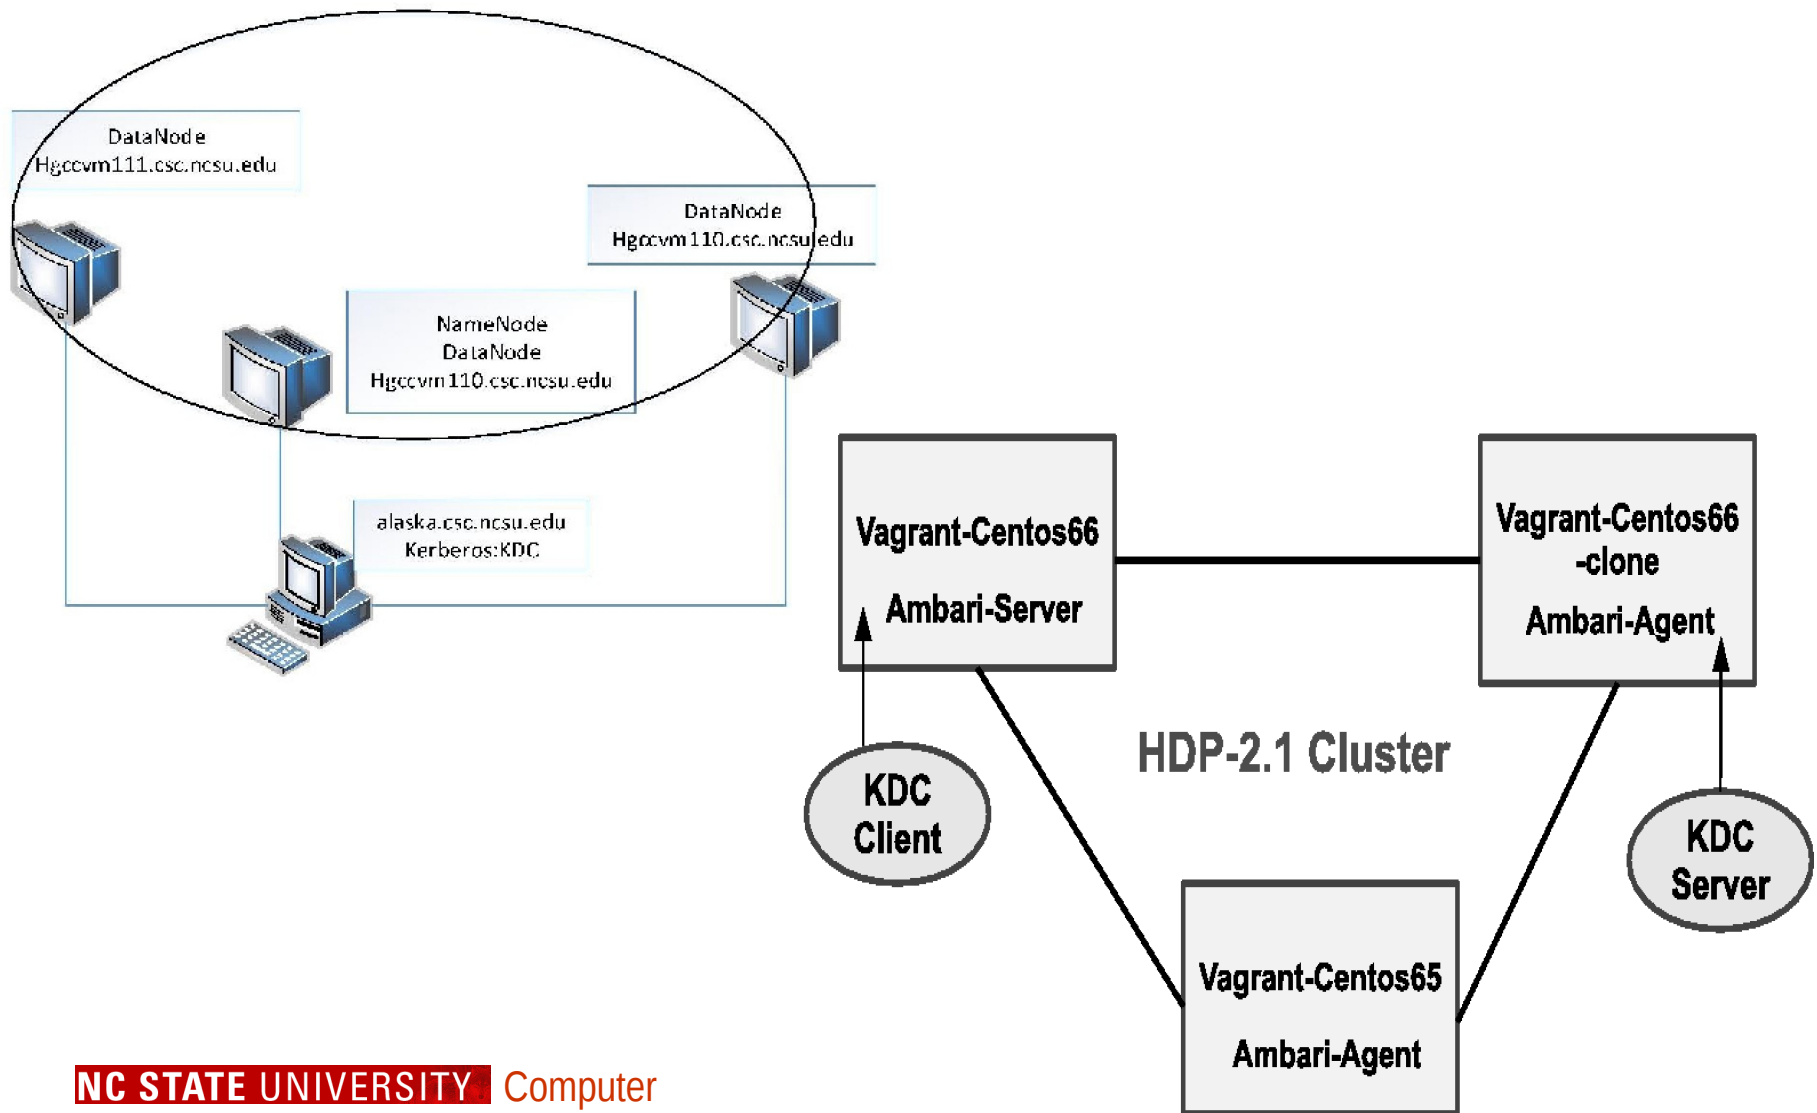 DataNode
Hgccvm111.csc.ncsu.edu
DataNode
Hgccvm110.csc.ncsu.edu
NameNode
DataNode
Hgccvm110.csc.ncsu.edu
alaska.csc.ncsu.edu
Kerberos:KDC
Vagrant-Centos66
Ambari-Server
Vagrant-Centos66
-clone
Ambari-Agent
HDP-2.1 Cluster
KDC
Client
KDC
Server
Vagrant-Centos65
Ambari-Agent
NC STATE UNIVERSITY Computer